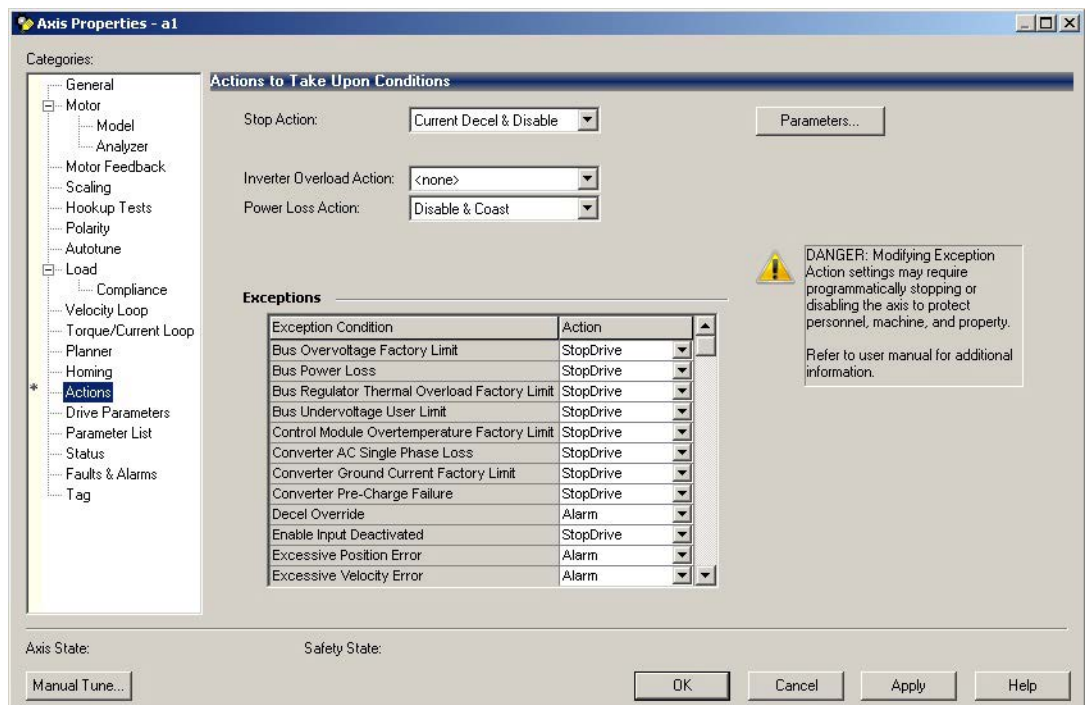 Axis Properties - a1
Categories:
General
Motor
Model
Analyzer
Motor Feedback
Scaling
Hookup Tests
Polarity
Autotune
Load
Compliance
Velocity Loop
Torque/Current Loop
Planner
Homing
* Actions
Drive Parameters
Parameter List
Status
Faults & Alarms
Tag
Actions to Take Upon Conditions
Stop Action: Current Decel & Disable Parameters...
Inverter Overload Action: <none>
Power Loss Action: Disable & Coast
DANGER: Modifying Exception
Action settings may require
programmatically stopping or
disabling the axis to protect
personnel, machine, and property.
Refer to user manual for additional
information.
Exceptions
Exception Condition Action
Bus Overvoltage Factory Limit StopDrive
Bus Power Loss StopDrive
Bus Regulator Thermal Overload Factory Limit StopDrive
Bus Undervoltage User Limit StopDrive
Control Module Overtemperature Factory Limit StopDrive
Converter AC Single Phase Loss StopDrive
Converter Ground Current Factory Limit StopDrive
Converter Pre-Charge Failure StopDrive
Decel Override Alarm
Enable Input Deactivated StopDrive
Excessive Position Error Alarm
Excessive Velocity Error Alarm
Axis State: Safety State:
Manual Tune... OK Cancel Apply Help